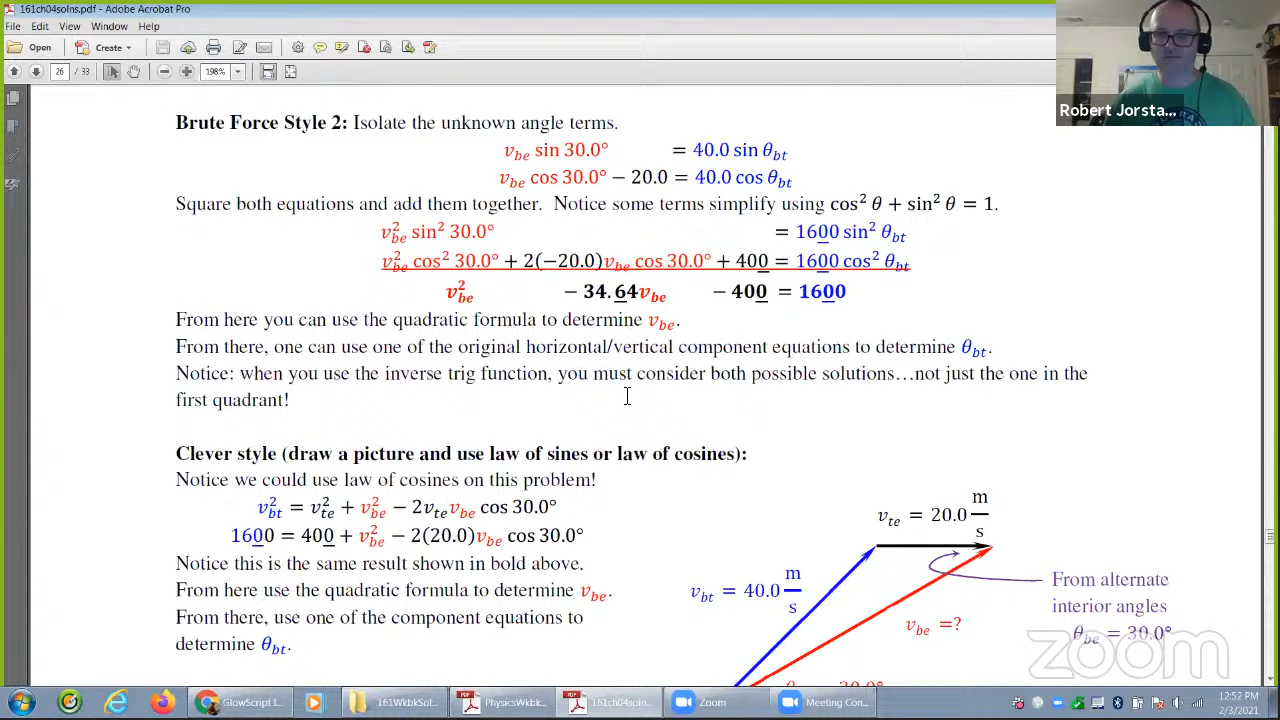 161ch04solns.pdf - Adobe Acrobat Pro
File Edit View Window Help
Open Create
26 / 33 198%
Robert Jorsta...
Brute Force Style 2: Isolate the unknown angle terms.
v_be sin 30.0° = 40.0 sin θ_bt
v_be cos 30.0° − 20.0 = 40.0 cos θ_bt
Square both equations and add them together. Notice some terms simplify using cos² θ + sin² θ = 1.
v²_be sin² 30.0° = 1600 sin² θ_bt
v²_be cos² 30.0° + 2(−20.0)v_be cos 30.0° + 400 = 1600 cos² θ_bt
v²_be − 34.64v_be − 400 = 1600
From here you can use the quadratic formula to determine v_be.
From there, one can use one of the original horizontal/vertical component equations to determine θ_bt.
Notice: when you use the inverse trig function, you must consider both possible solutions…not just the one in the
first quadrant!
Clever style (draw a picture and use law of sines or law of cosines):
Notice we could use law of cosines on this problem!
v²_bt = v²_te + v²_be − 2v_te v_be cos 30.0°
1600 = 400 + v²_be − 2(20.0)v_be cos 30.0°
Notice this is the same result shown in bold above.
From here use the quadratic formula to determine v_be.
From there, use one of the component equations to
determine θ_bt.
v_te = 20.0 m/s
v_bt = 40.0 m/s
v_be =?
From alternate
interior angles
θ_be = 30.0°
zoom
GlowScript I... 161WkbkSol... PhysicsWkbk... 161ch04soln... Zoom Meeting Con...
12:52 PM
2/3/2021